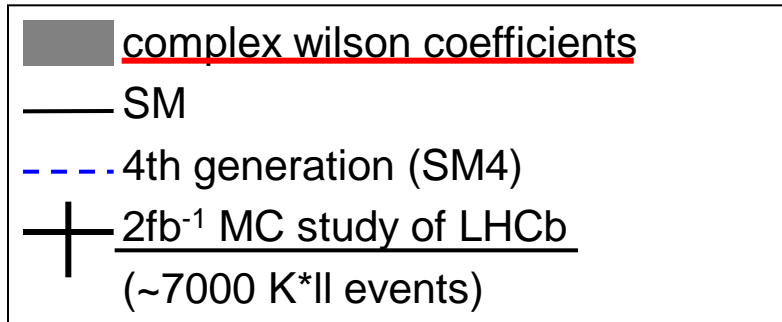 complex wilson coefficients
SM
4th generation (SM4)
2fb⁻¹ MC study of LHCb
(~7000 K*ll events)